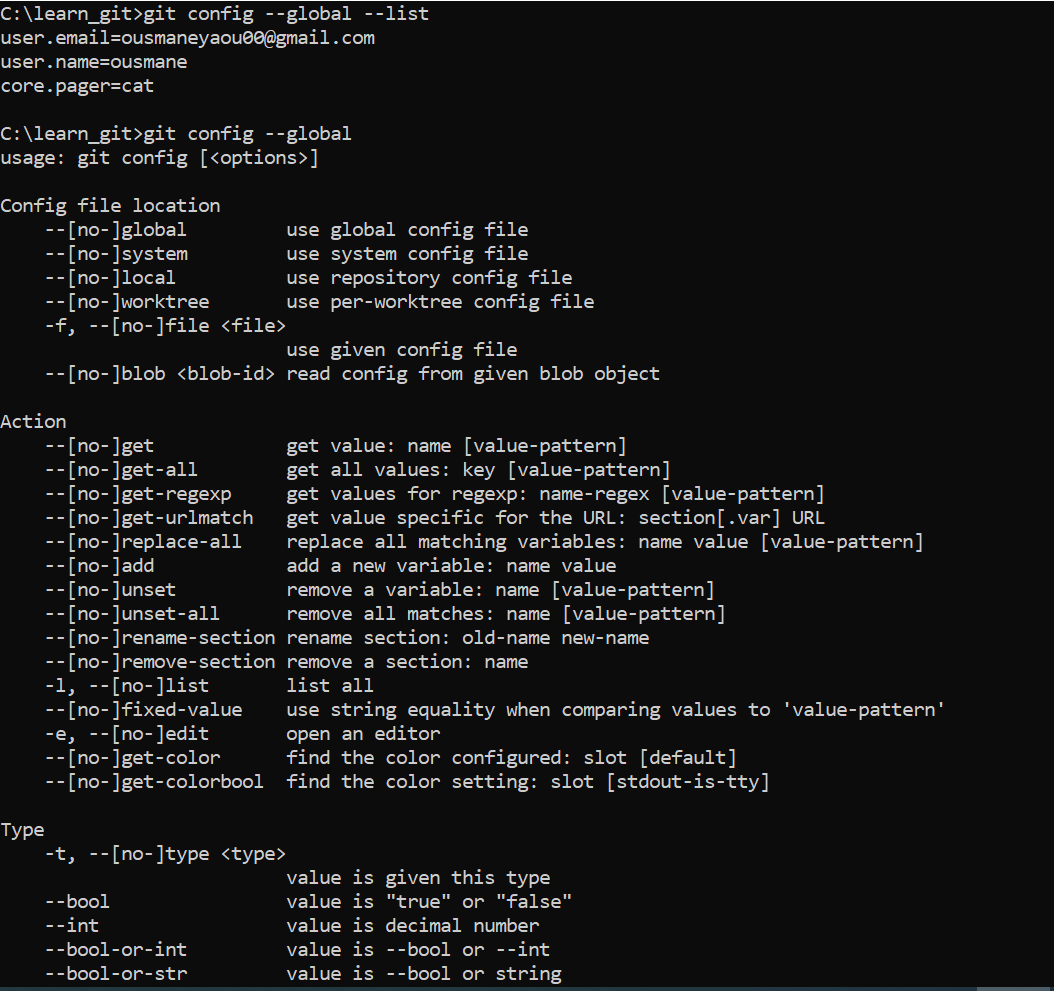 C:\learn_git>git config --global --list
user.email=ousmaneyaou00@gmail.com
user.name=ousmane
core.pager=cat

C:\learn_git>git config --global
usage: git config [<options>]

Config file location
    --[no-]global         use global config file
    --[no-]system         use system config file
    --[no-]local          use repository config file
    --[no-]worktree       use per-worktree config file
    -f, --[no-]file <file>
                          use given config file
    --[no-]blob <blob-id> read config from given blob object

Action
    --[no-]get            get value: name [value-pattern]
    --[no-]get-all        get all values: key [value-pattern]
    --[no-]get-regexp     get values for regexp: name-regex [value-pattern]
    --[no-]get-urlmatch   get value specific for the URL: section[.var] URL
    --[no-]replace-all    replace all matching variables: name value [value-pattern]
    --[no-]add            add a new variable: name value
    --[no-]unset          remove a variable: name [value-pattern]
    --[no-]unset-all      remove all matches: name [value-pattern]
    --[no-]rename-section rename section: old-name new-name
    --[no-]remove-section remove a section: name
    -l, --[no-]list       list all
    --[no-]fixed-value    use string equality when comparing values to 'value-pattern'
    -e, --[no-]edit       open an editor
    --[no-]get-color      find the color configured: slot [default]
    --[no-]get-colorbool  find the color setting: slot [stdout-is-tty]

Type
    -t, --[no-]type <type>
                          value is given this type
    --bool                value is "true" or "false"
    --int                 value is decimal number
    --bool-or-int         value is --bool or --int
    --bool-or-str         value is --bool or string